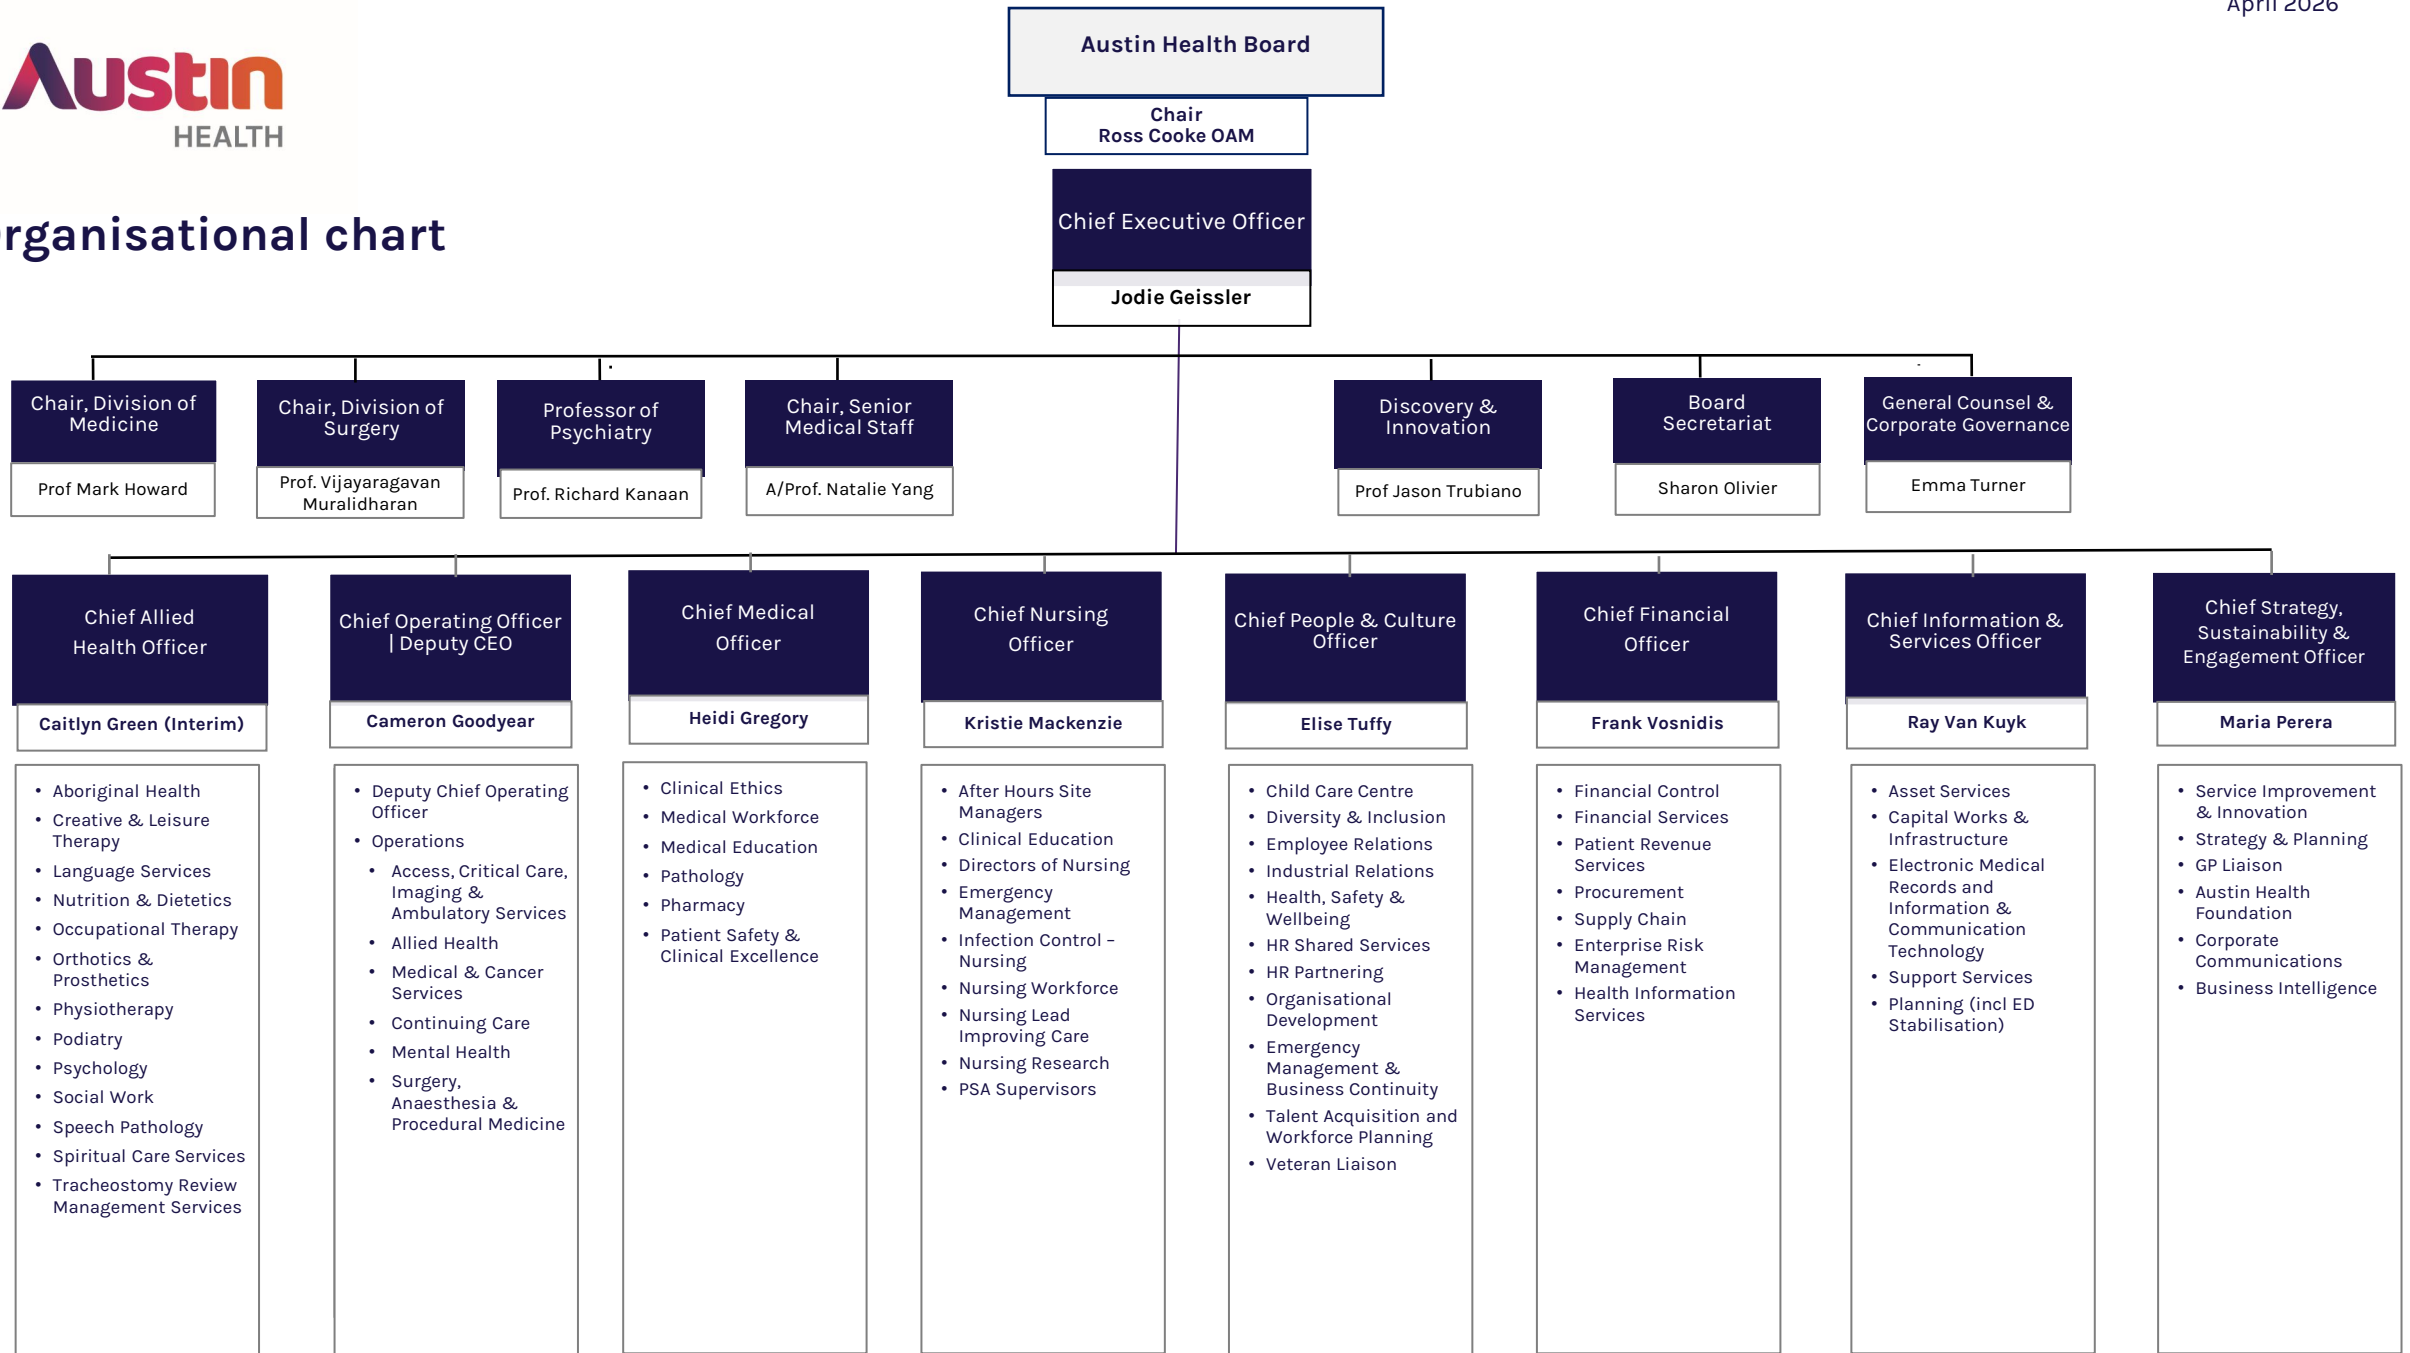 April 2026
Austin
HEALTH
rganisational chart
Austin Health Board
Chair
Ross Cooke OAM
Chief Executive Officer
Jodie Geissler
Chair, Division of
Medicine
Prof Mark Howard
Chair, Division of
Surgery
Prof. Vijayaragavan
Muralidharan
Professor of
Psychiatry
Prof. Richard Kanaan
Chair, Senior
Medical Staff
A/Prof. Natalie Yang
Discovery &
Innovation
Prof Jason Trubiano
Board
Secretariat
Sharon Olivier
General Counsel &
Corporate Governance
Emma Turner
Chief Allied
Health Officer
Caitlyn Green (Interim)
• Aboriginal Health
• Creative & Leisure
Therapy
• Language Services
• Nutrition & Dietetics
• Occupational Therapy
• Orthotics &
Prosthetics
• Physiotherapy
• Podiatry
• Psychology
• Social Work
• Speech Pathology
• Spiritual Care Services
• Tracheostomy Review
Management Services
Chief Operating Officer
| Deputy CEO
Cameron Goodyear
• Deputy Chief Operating
Officer
• Operations
• Access, Critical Care,
Imaging &
Ambulatory Services
• Allied Health
• Medical & Cancer
Services
• Continuing Care
• Mental Health
• Surgery,
Anaesthesia &
Procedural Medicine
Chief Medical
Officer
Heidi Gregory
• Clinical Ethics
• Medical Workforce
• Medical Education
• Pathology
• Pharmacy
• Patient Safety &
Clinical Excellence
Chief Nursing
Officer
Kristie Mackenzie
• After Hours Site
Managers
• Clinical Education
• Directors of Nursing
• Emergency
Management
• Infection Control –
Nursing
• Nursing Workforce
• Nursing Lead
Improving Care
• Nursing Research
• PSA Supervisors
Chief People & Culture
Officer
Elise Tuffy
• Child Care Centre
• Diversity & Inclusion
• Employee Relations
• Industrial Relations
• Health, Safety &
Wellbeing
• HR Shared Services
• HR Partnering
• Organisational
Development
• Emergency
Management &
Business Continuity
• Talent Acquisition and
Workforce Planning
• Veteran Liaison
Chief Financial
Officer
Frank Vosnidis
• Financial Control
• Financial Services
• Patient Revenue
Services
• Procurement
• Supply Chain
• Enterprise Risk
Management
• Health Information
Services
Chief Information &
Services Officer
Ray Van Kuyk
• Asset Services
• Capital Works &
Infrastructure
• Electronic Medical
Records and
Information &
Communication
Technology
• Support Services
• Planning (incl ED
Stabilisation)
Chief Strategy,
Sustainability &
Engagement Officer
Maria Perera
• Service Improvement
& Innovation
• Strategy & Planning
• GP Liaison
• Austin Health
Foundation
• Corporate
Communications
• Business Intelligence